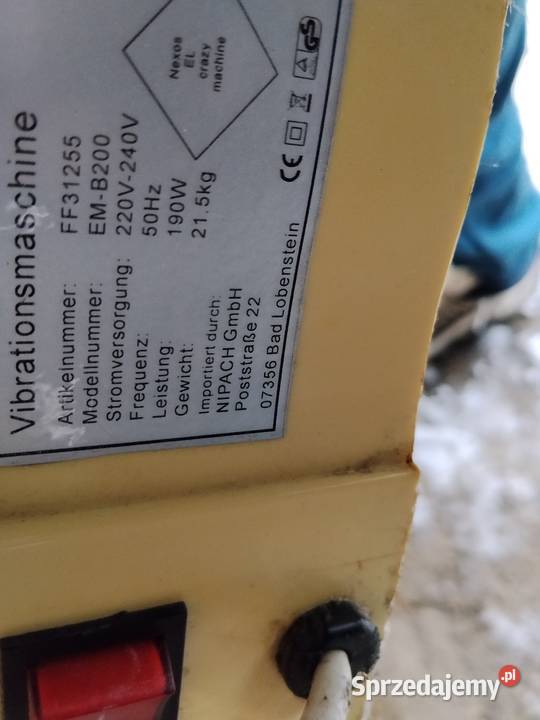 Vibrationsmaschine
Artikelnummer: FF31255
Modellnummer: EM-B200
Stromversorgung: 220V-240V
Frequenz: 50Hz
Leistung: 190W
Gewicht: 21.5kg
Importiert durch:
NIPACH GmbH
Poststraße 22
07356 Bad Lobenstein
Nexos
EL
crazy
machine
CE
GS
Sprzedajemy.pl